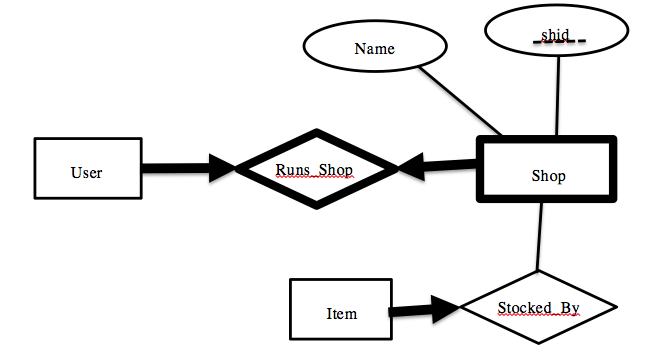 Name
shid
User
Runs_Shop
Shop
Item
Stocked_By